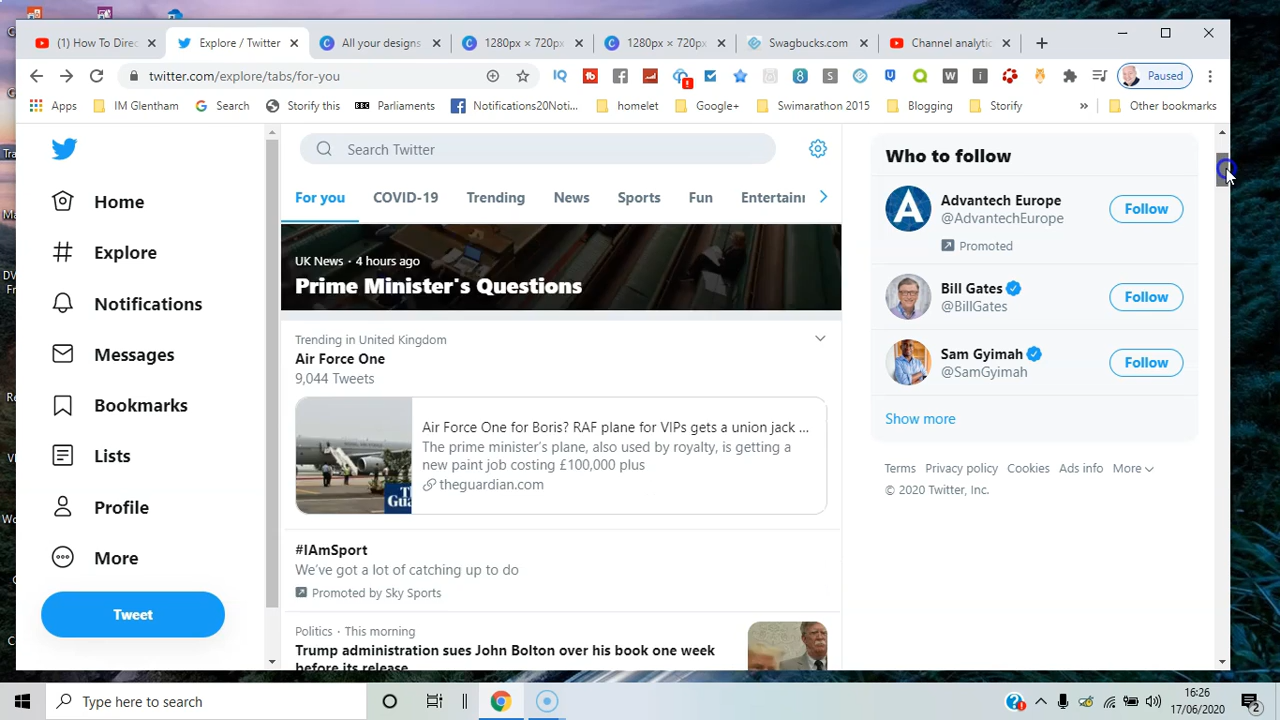 (1) How To Direc
Explore / Twitter
All your designs
1280px × 720px
1280px × 720px
Swagbucks.com
Channel analytic
twitter.com/explore/tabs/for-you
Paused
Apps
IM Glentham
Search
Storify this
Parliaments
Notifications20Noti...
homelet
Google+
Swimarathon 2015
Blogging
Storify
»
Other bookmarks
Search Twitter
Home
Explore
Notifications
Messages
Bookmarks
Lists
Profile
More
Tweet
For you
COVID-19
Trending
News
Sports
Fun
Entertainr
UK News · 4 hours ago
Prime Minister's Questions
Trending in United Kingdom
Air Force One
9,044 Tweets
Air Force One for Boris? RAF plane for VIPs gets a union jack ...
The prime minister's plane, also used by royalty, is getting a
new paint job costing £100,000 plus
theguardian.com
#IAmSport
We've got a lot of catching up to do
Promoted by Sky Sports
Politics · This morning
Trump administration sues John Bolton over his book one week
before its release
Who to follow
Advantech Europe
@AdvantechEurope
Follow
Promoted
Bill Gates
@BillGates
Follow
Sam Gyimah
@SamGyimah
Follow
Show more
Terms Privacy policy Cookies Ads info More
© 2020 Twitter, Inc.
Type here to search
16:26
17/06/2020
2